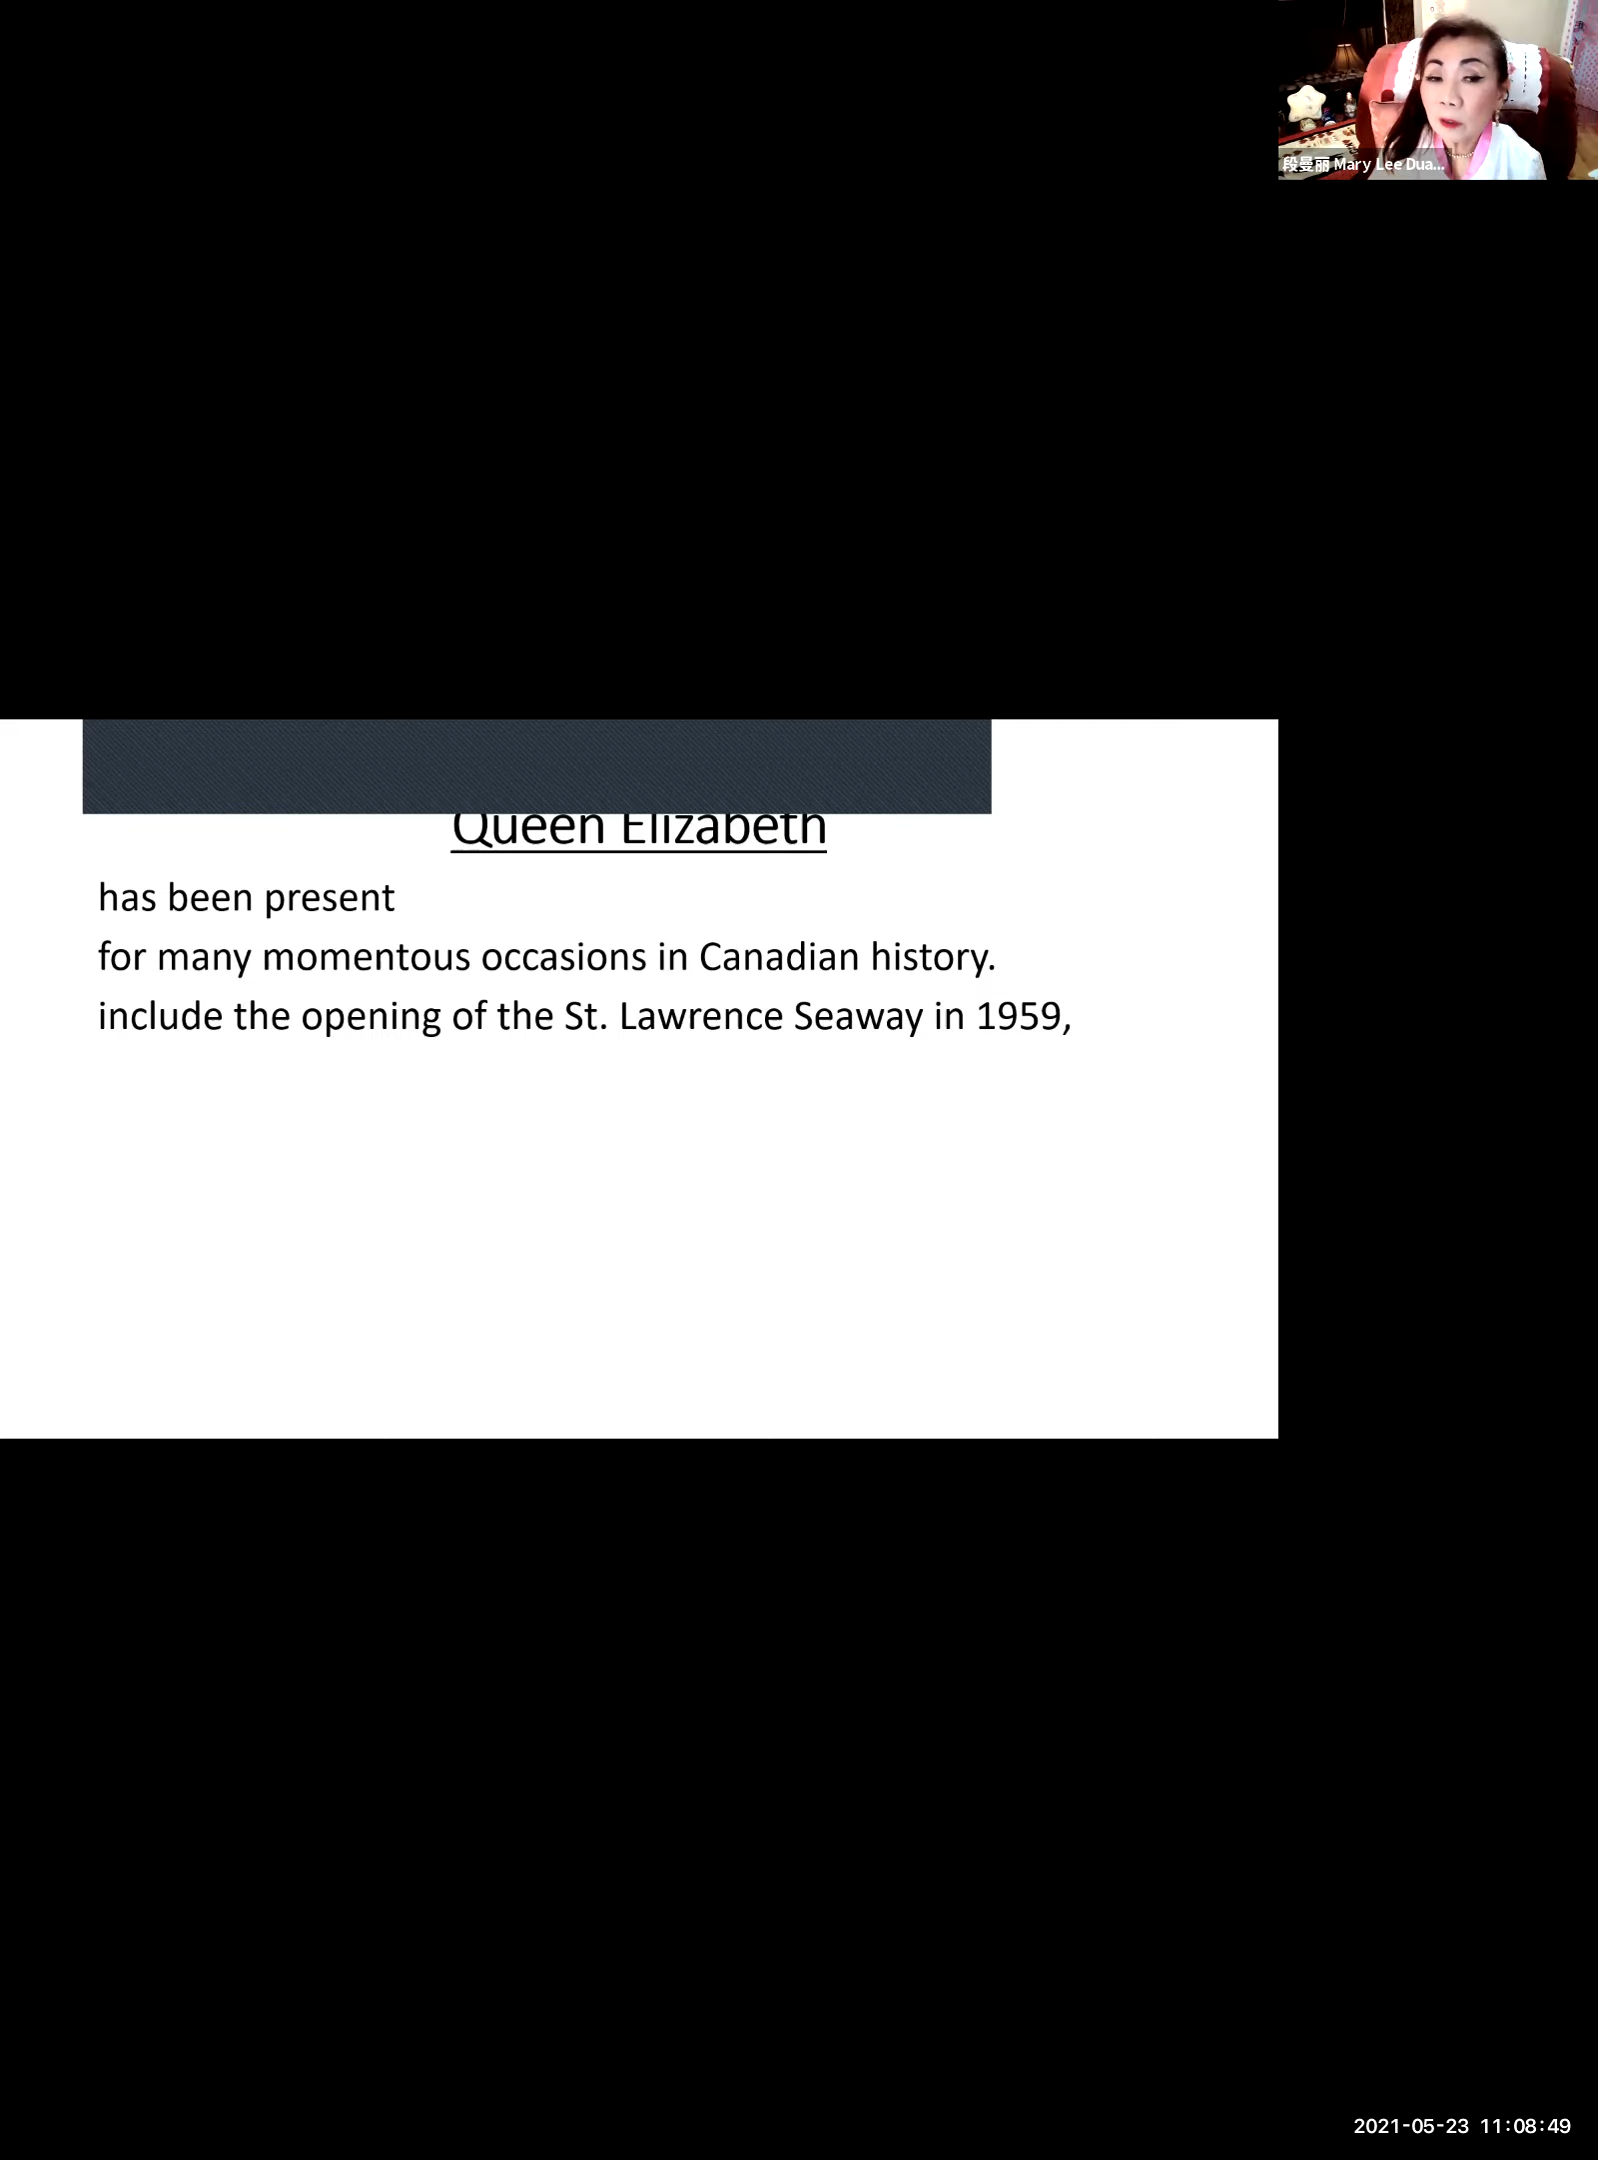 段曼丽 Mary Lee Dua...
Queen Elizabeth
has been present
for many momentous occasions in Canadian history.
include the opening of the St. Lawrence Seaway in 1959,
2021-05-23 11:08:49